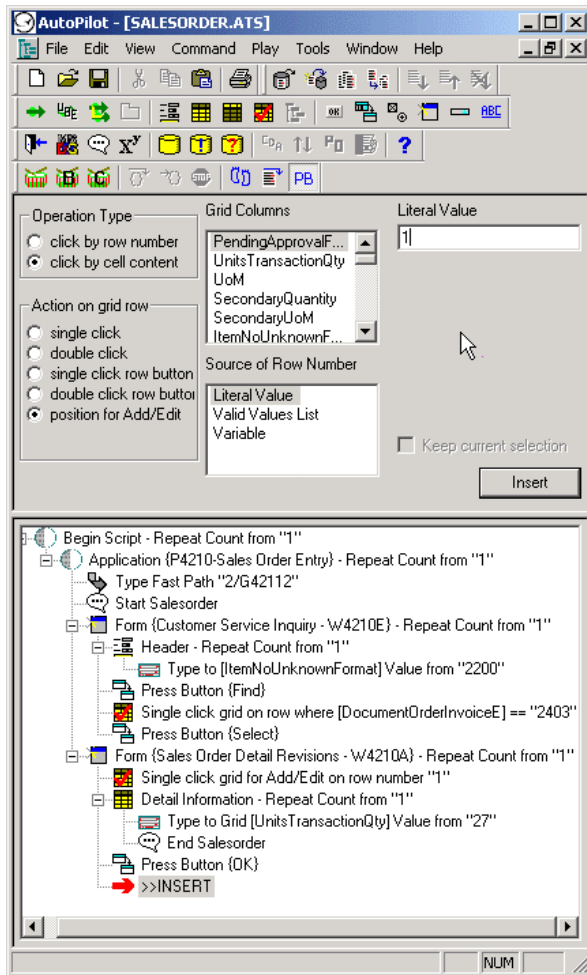 AutoPilot - [SALESORDER.ATS]
File Edit View Command Play Tools Window Help
UBE OK ABC
X^y T ? CDA PO ?
B G STOP PB
Operation Type
click by row number
click by cell content
Action on grid row
single click
double click
single click row button
double click row button
position for Add/Edit
Grid Columns
PendingApprovalF...
UnitsTransactionQty
UoM
SecondaryQuantity
SecondaryUoM
ItemNoUnknownF...
Source of Row Number
Literal Value
Valid Values List
Variable
Literal Value
1
Keep current selection
Insert
Begin Script - Repeat Count from "1"
Application {P4210-Sales Order Entry} - Repeat Count from "1"
Type Fast Path "2/G42112"
Start Salesorder
Form {Customer Service Inquiry - W4210E} - Repeat Count from "1"
Header - Repeat Count from "1"
Type to [ItemNoUnknownFormat] Value from "2200"
Press Button {Find}
Single click grid on row where [DocumentOrderInvoiceE] == "2403"
Press Button {Select}
Form {Sales Order Detail Revisions - W4210A} - Repeat Count from "1"
Single click grid for Add/Edit on row number "1"
Detail Information - Repeat Count from "1"
Type to Grid [UnitsTransactionQty] Value from "27"
End Salesorder
Press Button {OK}
>>INSERT
NUM